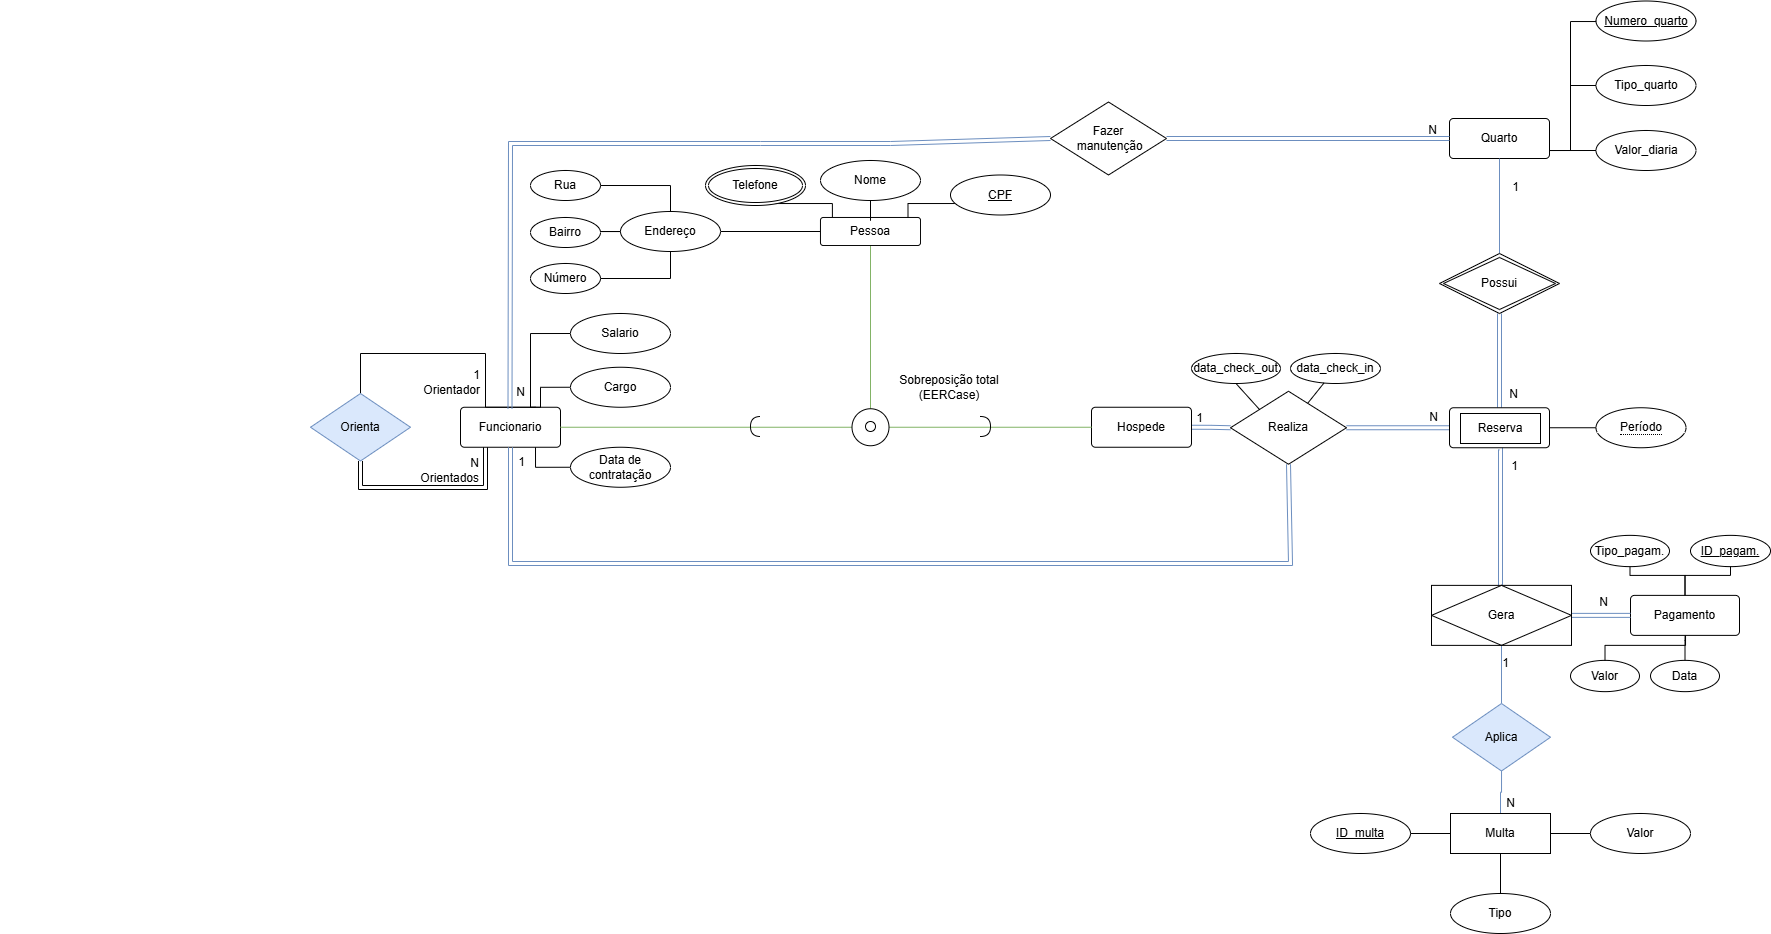 Numero_quarto
Tipo_quarto
Valor_diaria
Quarto
N
1
Fazer
manutenção
Rua
Bairro
Número
Endereço
Telefone
Nome
CPF
Pessoa
Possui
Salario
Cargo
1
Orientador
N
Orienta
Funcionario
N
Orientados
1
Data de
contratação
Sobreposição total
(EERCase)
Hospede
1
data_check_out
data_check_in
Realiza
N
N
Reserva
Período
1
Tipo_pagam.
ID_pagam.
Gera
N
Pagamento
1
Valor
Data
Aplica
N
ID_multa
Multa
Valor
Tipo